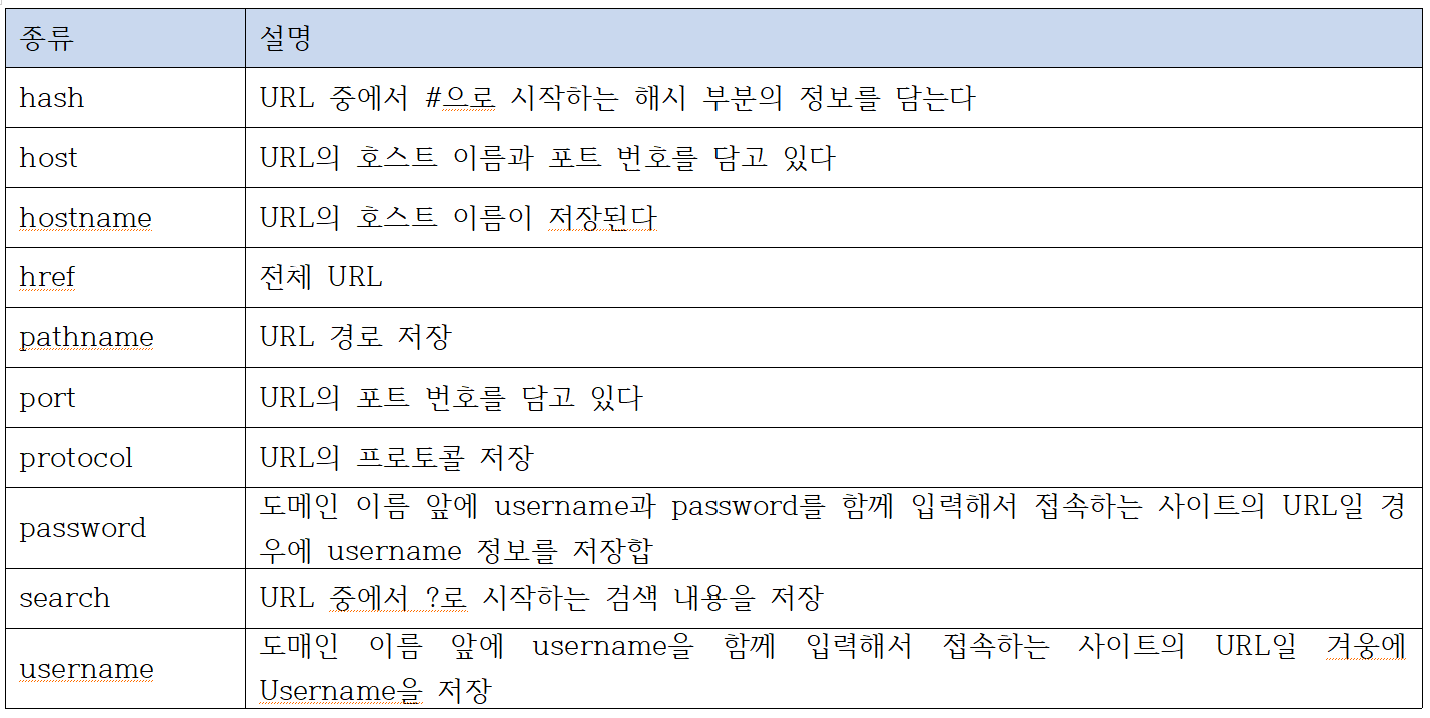 종류 설명
hash URL 중에서 #으로 시작하는 해시 부분의 정보를 담는다
host URL의 호스트 이름과 포트 번호를 담고 있다
hostname URL의 호스트 이름이 저장된다
href 전체 URL
pathname URL 경로 저장
port URL의 포트 번호를 담고 있다
protocol URL의 프로토콜 저장
password 도메인 이름 앞에 username과 password를 함께 입력해서 접속하는 사이트의 URL일 경
우에 username 정보를 저장합
search URL 중에서 ?로 시작하는 검색 내용을 저장
username 도메인 이름 앞에 username을 함께 입력해서 접속하는 사이트의 URL일 겨웅에
Username을 저장